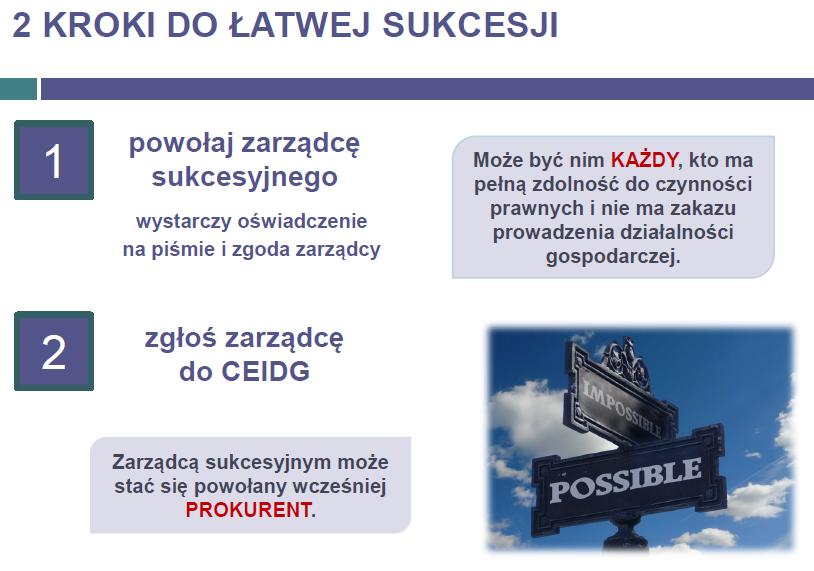 2 KROKI DO ŁATWEJ SUKCESJI
1
powołaj zarządcę
sukcesyjnego
wystarczy oświadczenie
na piśmie i zgoda zarządcy
Może być nim KAŻDY, kto ma
pełną zdolność do czynności
prawnych i nie ma zakazu
prowadzenia działalności
gospodarczej.
2
zgłoś zarządcę
do CEIDG
Zarządcą sukcesyjnym może
stać się powołany wcześniej
PROKURENT.
IMPOSSIBLE
POSSIBLE